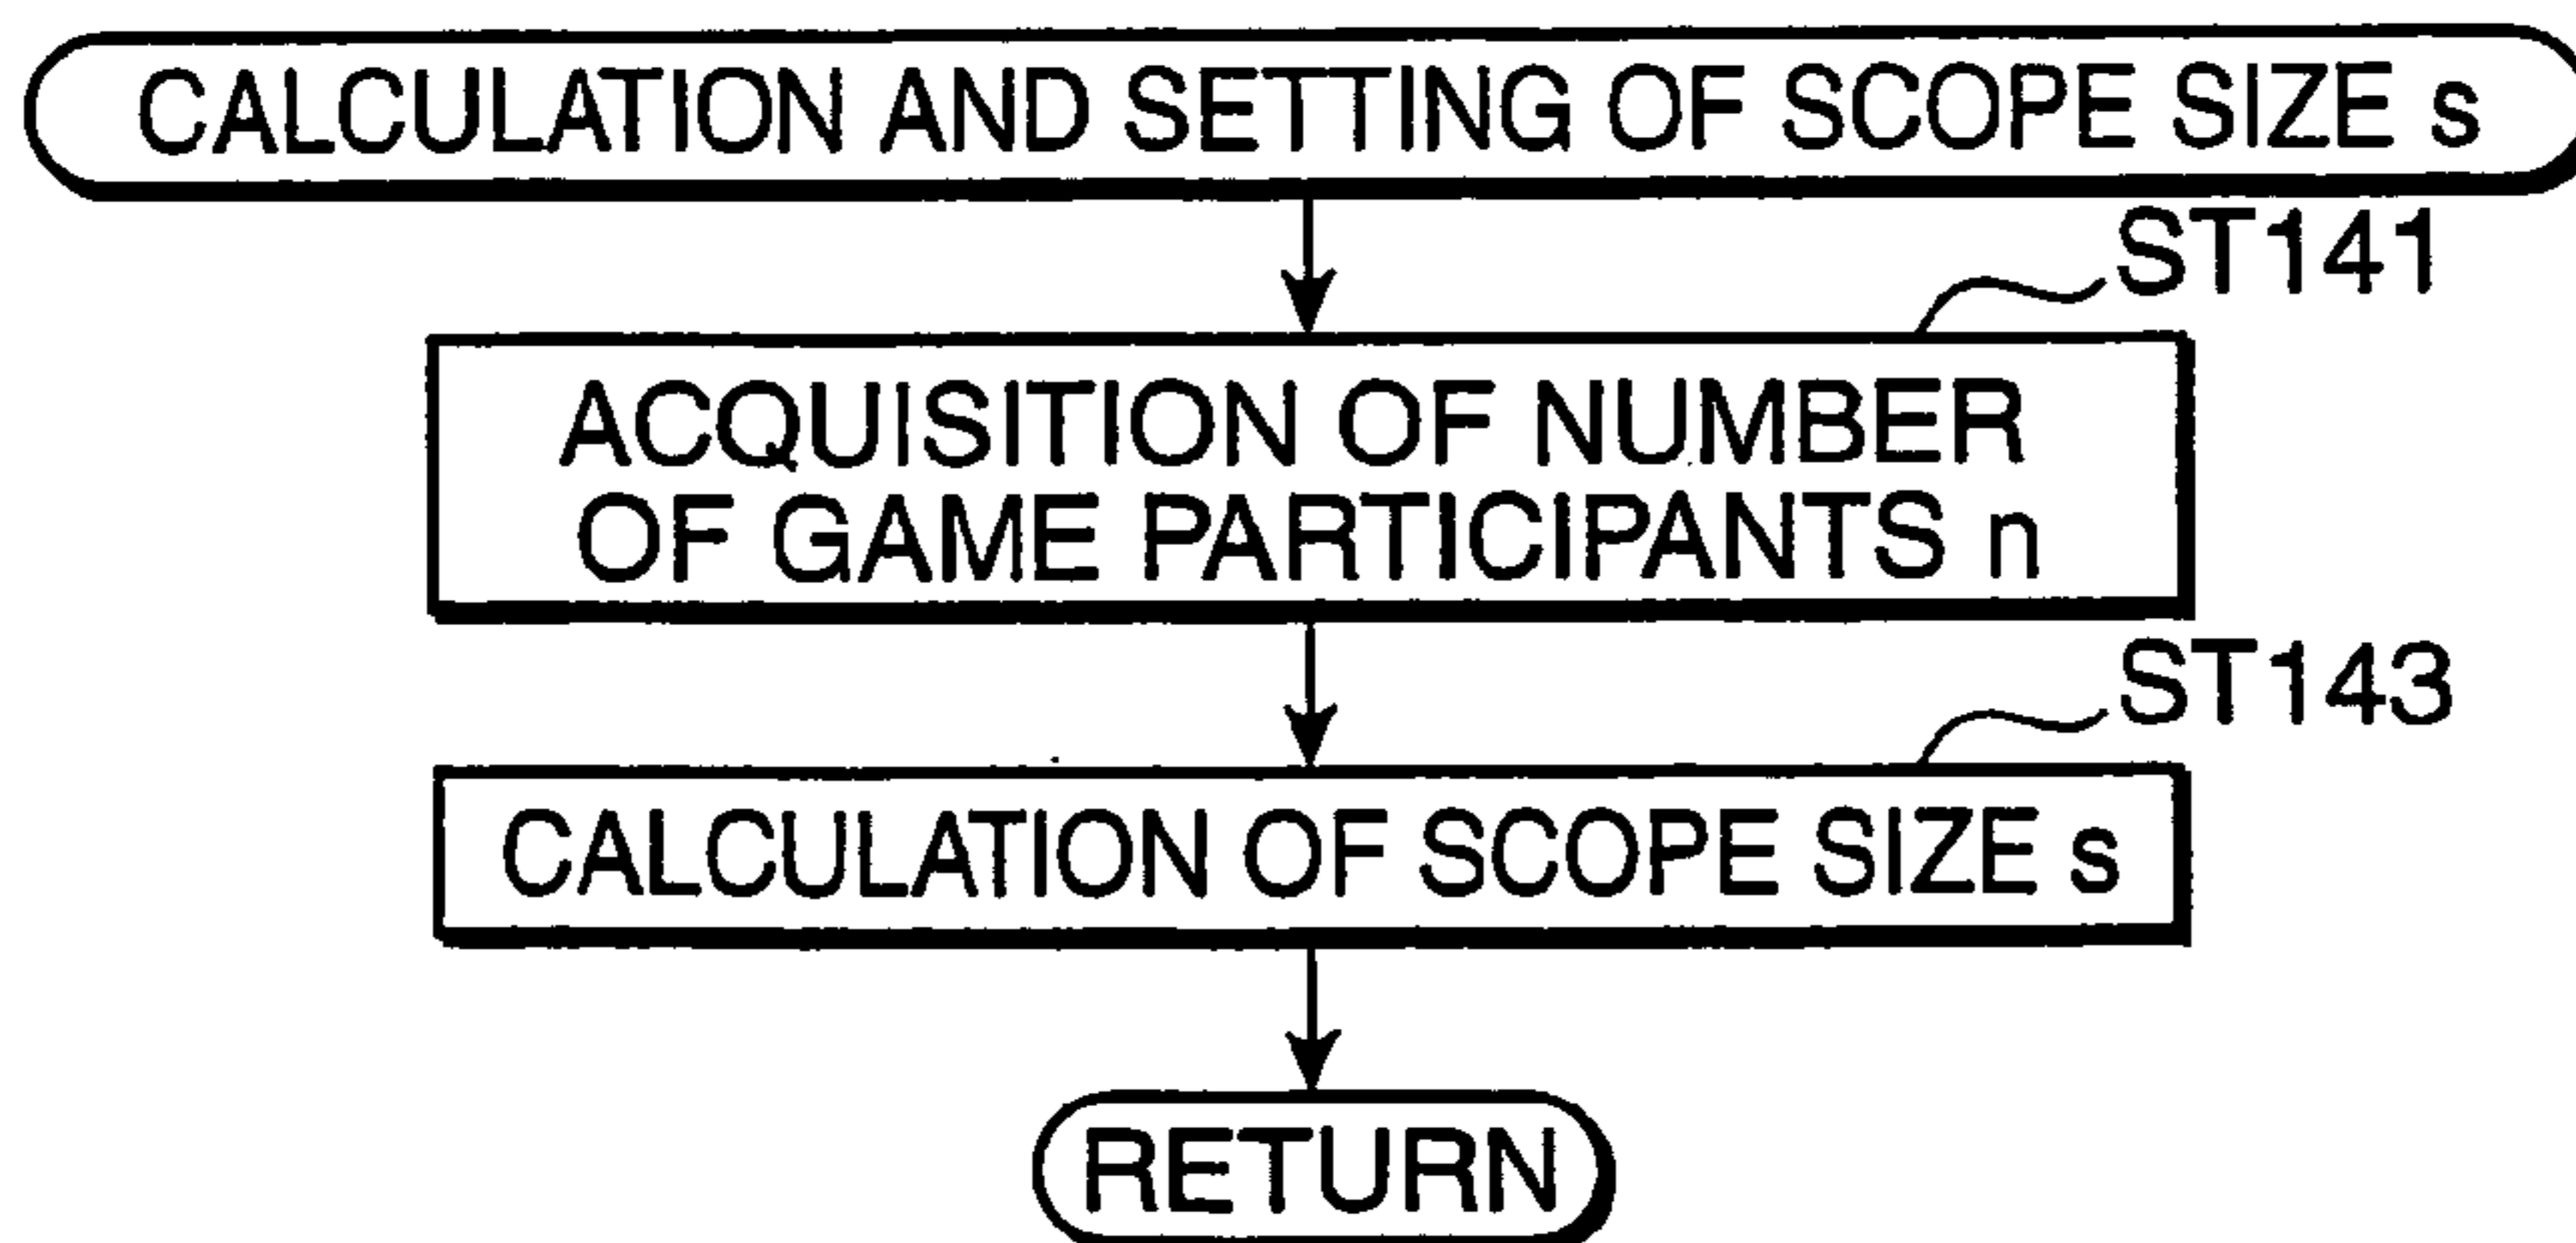 CALCULATION AND SETTING OF SCOPE SIZE s
ST141
ACQUISITION OF NUMBER
OF GAME PARTICIPANTS n
ST143
CALCULATION OF SCOPE SIZE s
RETURN